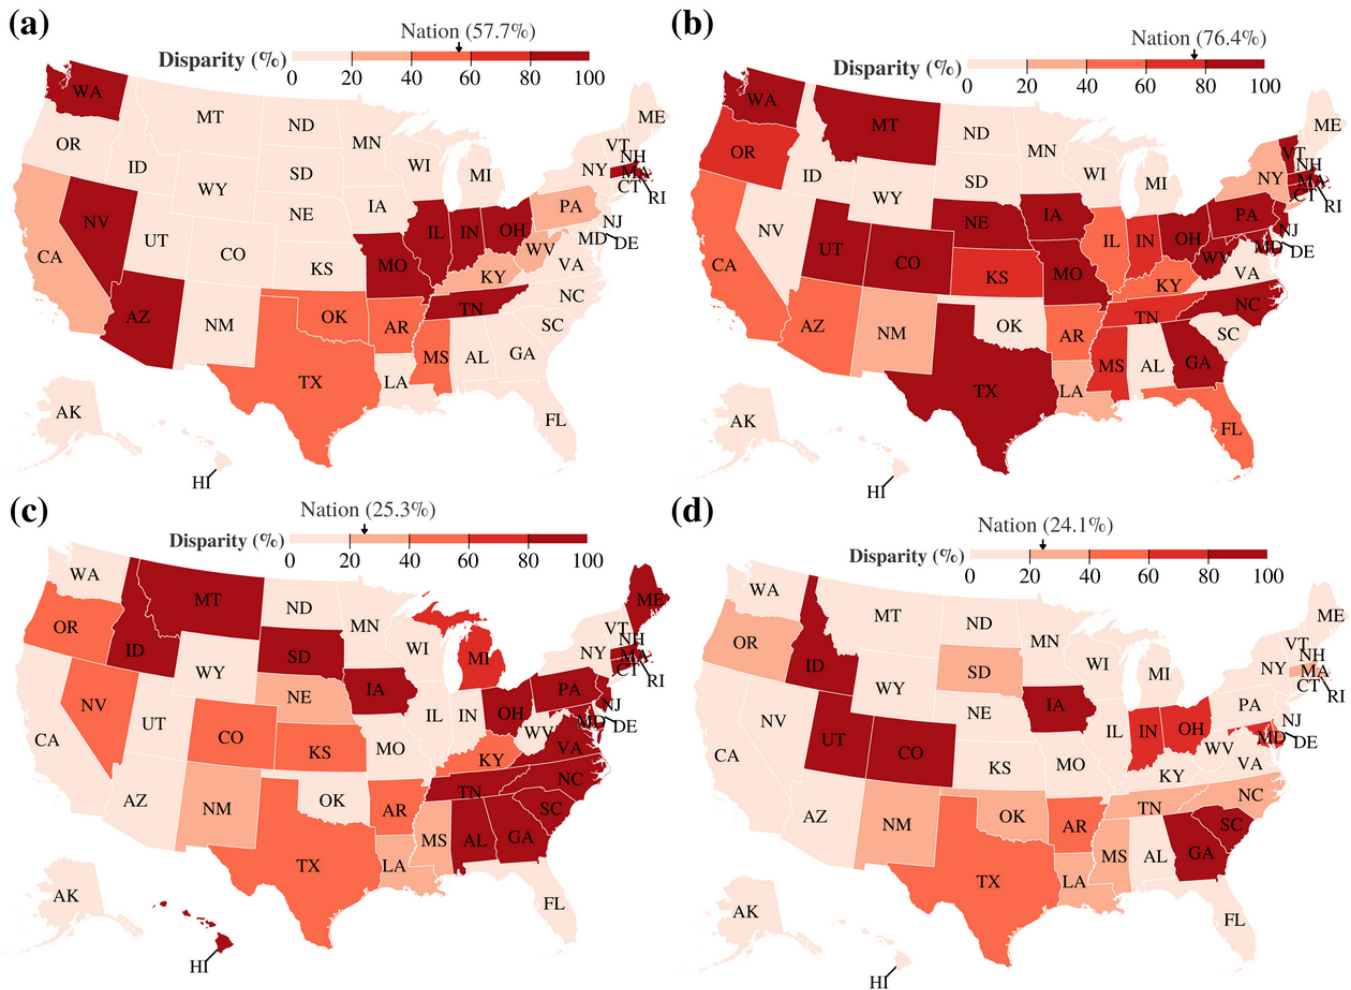 (a)
Nation (57.7%)
Disparity (%)
0 20 40 60 80 100
WA
MT
ND
MN
ME
OR
ID
SD
WI
MI
VT
NH
NY
MA
CT
RI
WY
NE
IA
PA
NJ
NV
UT
CO
IL IN OH
WV
MD DE
CA
KS
MO
KY
VA
AZ
NM
OK
AR
TN
NC
SC
TX
LA
MS
AL
GA
AK
FL
HI
(b)
Nation (76.4%)
Disparity (%)
0 20 40 60 80 100
WA
MT
ND
MN
ME
OR
ID
SD
WI
MI
VT
NH
NY
MA
CT
RI
WY
NE
IA
PA
NJ
NV
UT
CO
IL IN OH
WV
MD DE
CA
KS
MO
KY
VA
AZ
NM
OK
AR
TN
NC
SC
TX
LA
MS
AL
GA
AK
FL
HI
(c)
Nation (25.3%)
Disparity (%)
0 20 40 60 80 100
WA
MT
ND
MN
ME
OR
ID
SD
WI
MI
VT
NH
NY
MA
CT
RI
WY
NE
IA
PA
NJ
NV
UT
CO
IL IN OH
WV
MD DE
CA
KS
MO
KY
VA
AZ
NM
OK
AR
TN
NC
SC
TX
LA
MS
AL
GA
AK
FL
HI
(d)
Nation (24.1%)
Disparity (%)
0 20 40 60 80 100
WA
MT
ND
MN
ME
OR
ID
SD
WI
MI
VT
NH
NY
MA
CT
RI
WY
NE
IA
PA
NJ
NV
UT
CO
IL IN OH
WV
MD DE
CA
KS
MO
KY
VA
AZ
NM
OK
AR
TN
NC
SC
TX
LA
MS
AL
GA
AK
FL
HI